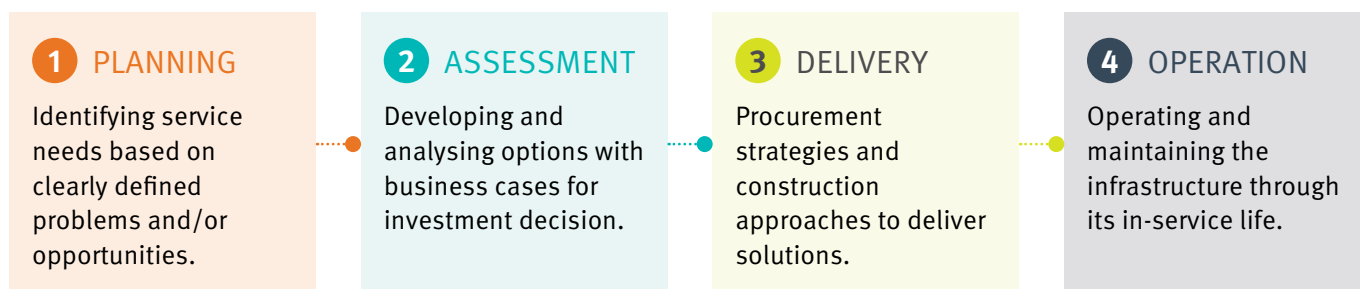 1 PLANNING
Identifying service
needs based on
clearly defined
problems and/or
opportunities.
2 ASSESSMENT
Developing and
analysing options with
business cases for
investment decision.
3 DELIVERY
Procurement
strategies and
construction
approaches to deliver
solutions.
4 OPERATION
Operating and
maintaining the
infrastructure through
its in-service life.